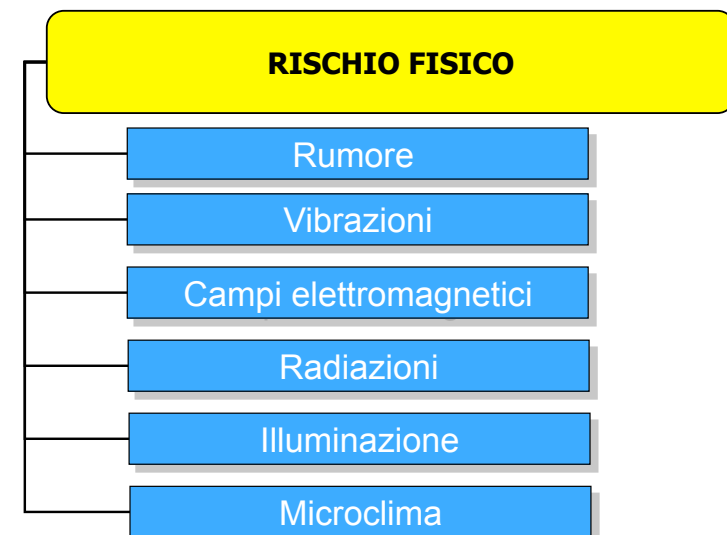 RISCHIO FISICO
Rumore
Vibrazioni
Campi elettromagnetici
Radiazioni
Illuminazione
Microclima